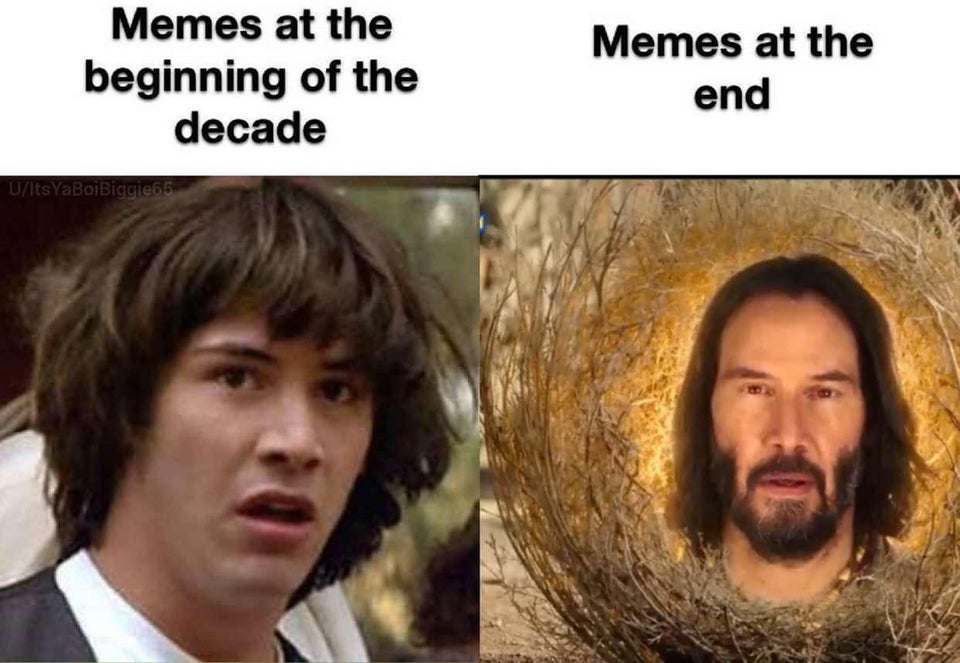 Memes at the
beginning of the
decade
Memes at the
end
U/ItsYaBoiBiggie65